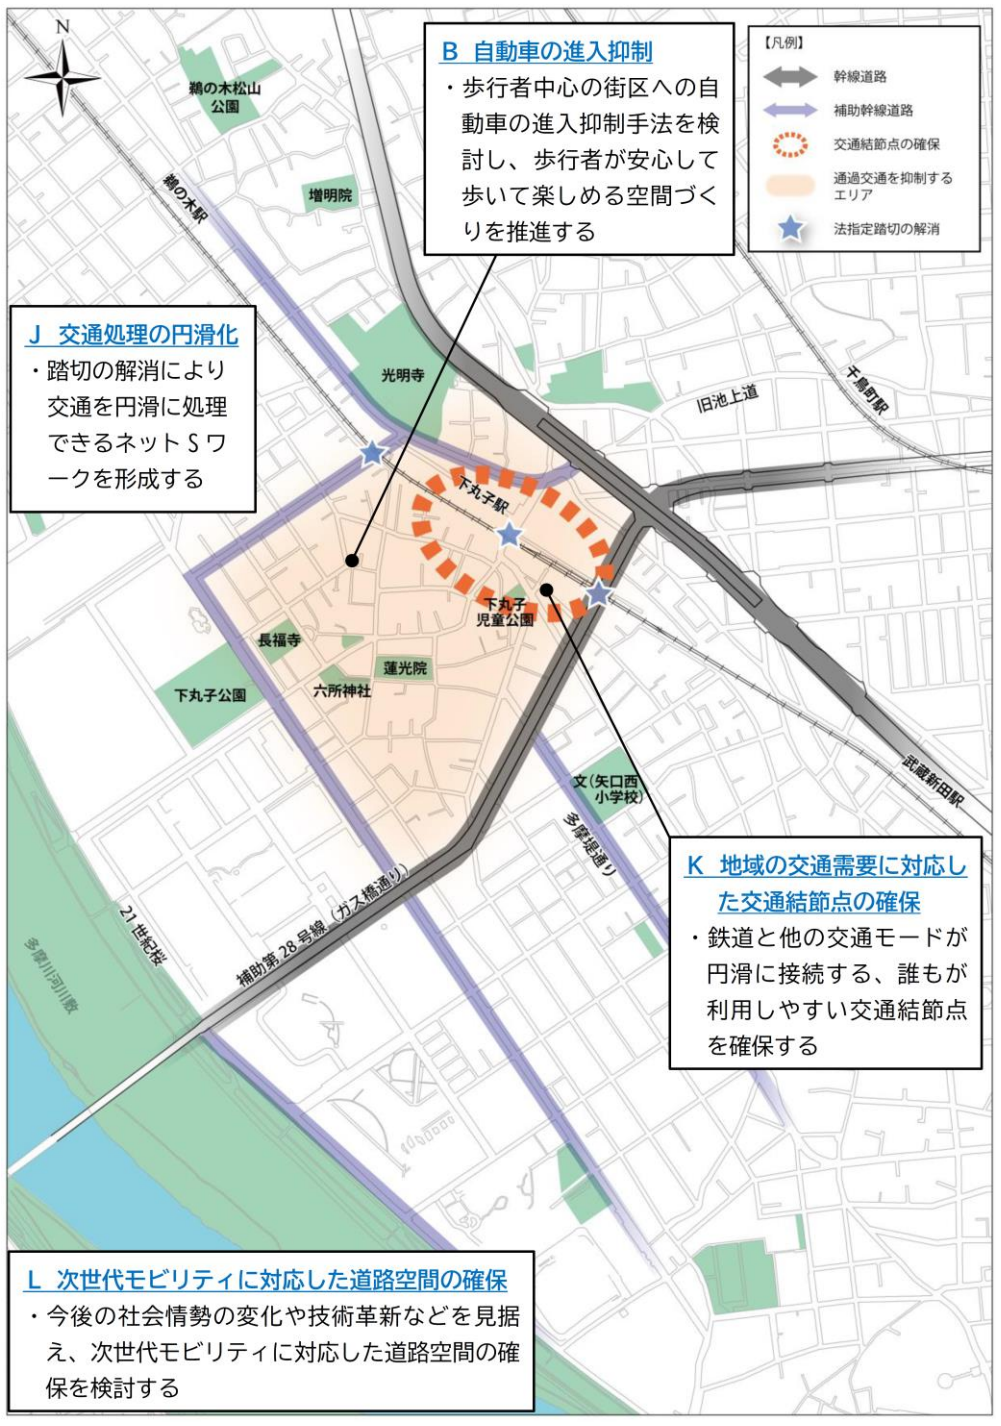 N
B 自動車の進入抑制
・歩行者中心の街区への自
動車の進入抑制手法を検
討し、歩行者が安心して
歩いて楽しめる空間づく
りを推進する
【凡例】
幹線道路
補助幹線道路
交通結節点の確保
通過交通を抑制する
エリア
法指定踏切の解消
鵜の木松山
公園
増明院
鵜の木駅
J 交通処理の円滑化
・踏切の解消により
交通を円滑に処理
できるネットSワ
ークを形成する
光明寺
旧池上道
千鳥町駅
下丸子駅
下丸子
児童公園
長福寺
蓮光院
六所神社
下丸子公園
文(矢口西
小学校)
武蔵新田駅
多摩堤通り
補助第28号線(ガス橋通り)
21世紀桜
多摩川河川敷
K 地域の交通需要に対応し
た交通結節点の確保
・鉄道と他の交通モードが
円滑に接続する、誰もが
利用しやすい交通結節点
を確保する
L 次世代モビリティに対応した道路空間の確保
・今後の社会情勢の変化や技術革新などを見据
え、次世代モビリティに対応した道路空間の確
保を検討する